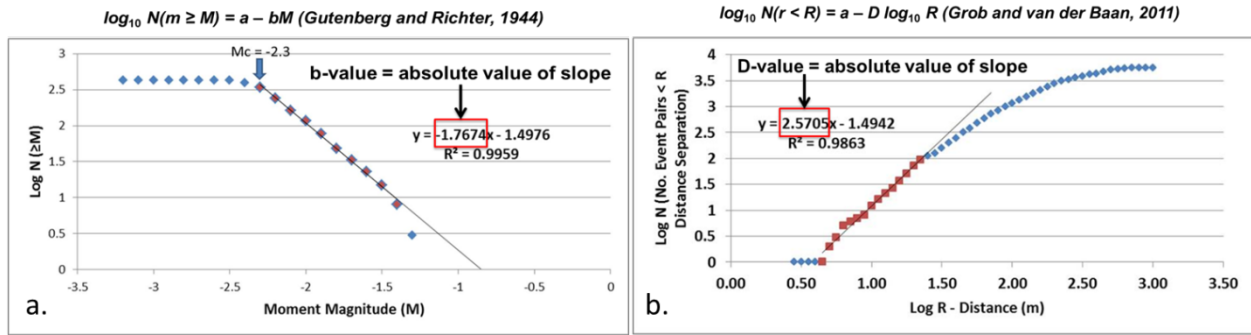 log₁₀ N(m ≥ M) = a – bM (Gutenberg and Richter, 1944)
3
2.5
2
1.5
1
0.5
0
Log N (≥M)
Mc = -2.3
b-value = absolute value of slope
y = -1.7674x - 1.4976
R² = 0.9959
-3.5 -3 -2.5 -2 -1.5 -1 -0.5 0
Moment Magnitude (M)
a.
log₁₀ N(r < R) = a – D log₁₀ R (Grob and van der Baan, 2011)
4
3.5
3
2.5
2
1.5
1
0.5
0
Log N (No. Event Pairs < R
Distance Separation)
D-value = absolute value of slope
y = 2.5705x - 1.4942
R² = 0.9863
0.00 0.50 1.00 1.50 2.00 2.50 3.00
Log R - Distance (m)
b.